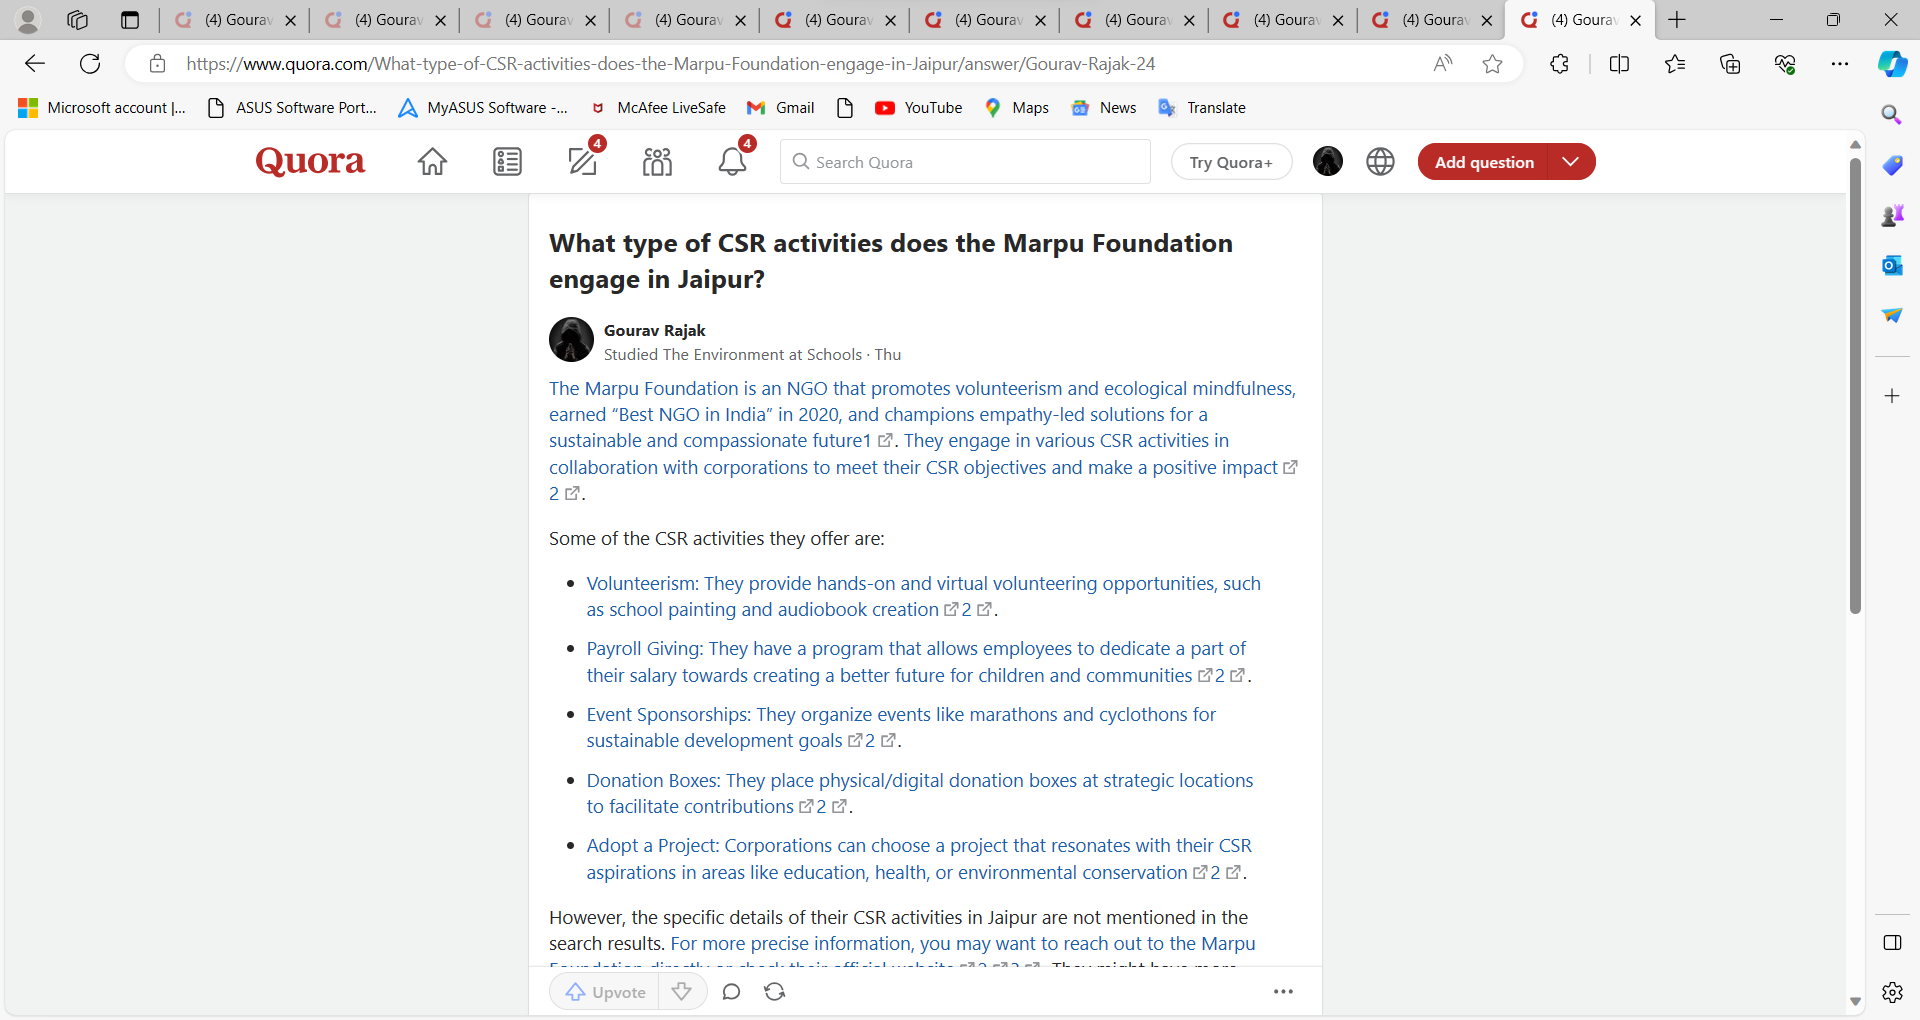 (4) Gourav
(4) Gourav
(4) Gourav
(4) Gourav
(4) Gourav
(4) Gourav
(4) Gourav
(4) Gourav
(4) Gourav
(4) Gourav
https://www.quora.com/What-type-of-CSR-activities-does-the-Marpu-Foundation-engage-in-Jaipur/answer/Gourav-Rajak-24
Microsoft account |... ASUS Software Port... MyASUS Software -... McAfee LiveSafe Gmail YouTube Maps News Translate
Quora 4 4 Search Quora Try Quora+ Add question
What type of CSR activities does the Marpu Foundation
engage in Jaipur?
Gourav Rajak
Studied The Environment at Schools · Thu
The Marpu Foundation is an NGO that promotes volunteerism and ecological mindfulness,
earned “Best NGO in India” in 2020, and champions empathy-led solutions for a
sustainable and compassionate future1. They engage in various CSR activities in
collaboration with corporations to meet their CSR objectives and make a positive impact
2.
Some of the CSR activities they offer are:
• Volunteerism: They provide hands-on and virtual volunteering opportunities, such
as school painting and audiobook creation 2.
• Payroll Giving: They have a program that allows employees to dedicate a part of
their salary towards creating a better future for children and communities 2.
• Event Sponsorships: They organize events like marathons and cyclothons for
sustainable development goals 2.
• Donation Boxes: They place physical/digital donation boxes at strategic locations
to facilitate contributions 2.
• Adopt a Project: Corporations can choose a project that resonates with their CSR
aspirations in areas like education, health, or environmental conservation 2.
However, the specific details of their CSR activities in Jaipur are not mentioned in the
search results. For more precise information, you may want to reach out to the Marpu
Foundation directly or check their official website 2 3. They might have more
Upvote